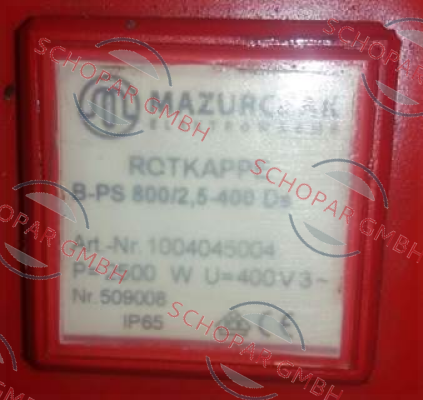 MAZURCZAK
ELEKTROWÄRME
ROTKAPPE
B-PS 800/2,5-400 Ds
Art.-Nr. 1004045004
P=2500 W U=400 V 3~
Nr. 509008
IP65 CE
SCHOPAR GMBH
SCHOPAR GMBH
SCHOPAR GMBH
SCHOPAR GMBH
SCHOPAR GMBH